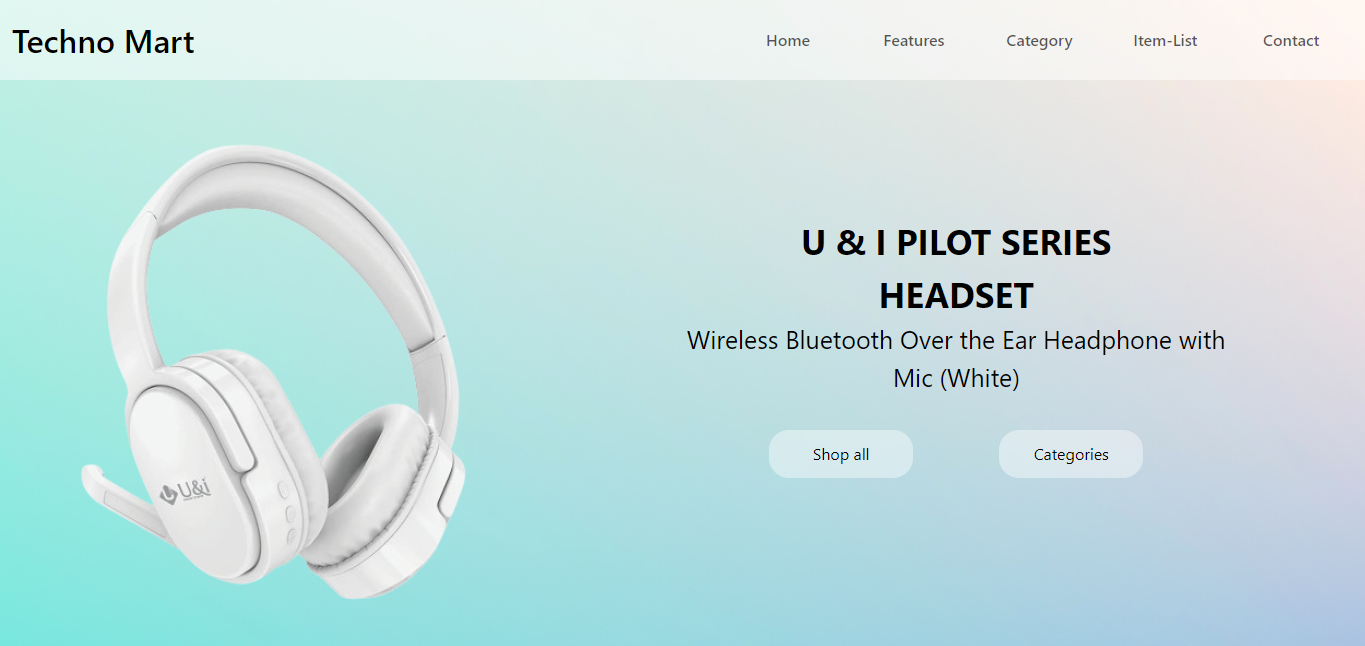 Techno Mart
Home Features Category Item-List Contact
U & I PILOT SERIES
HEADSET
Wireless Bluetooth Over the Ear Headphone with
Mic (White)
Shop all
Categories
U&i